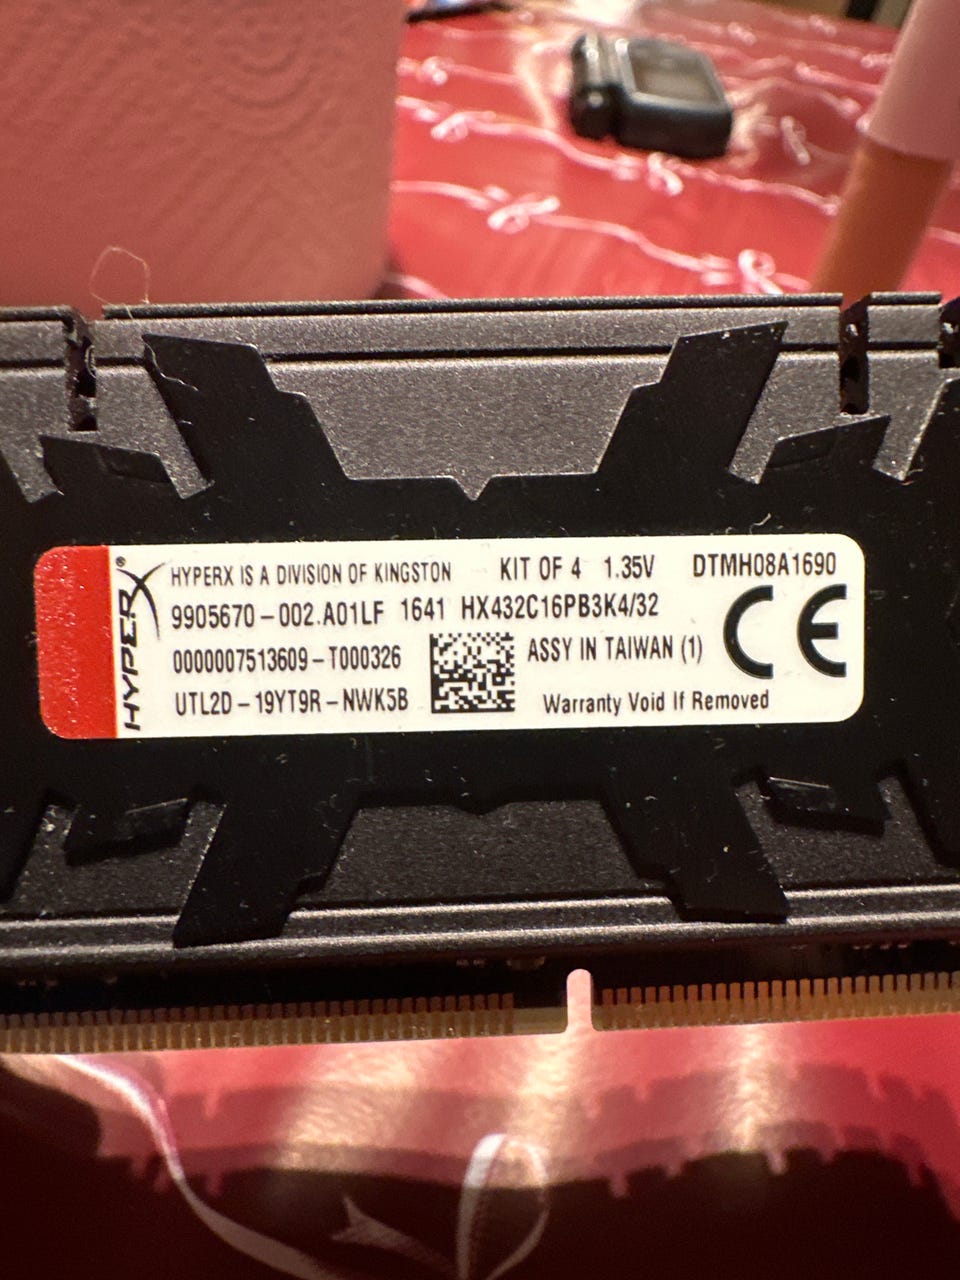 HYPERX®
HYPERX IS A DIVISION OF KINGSTON KIT OF 4 1.35V DTMH08A1690
9905670-002.A01LF 1641 HX432C16PB3K4/32
0000007513609-T000326 ASSY IN TAIWAN (1)
UTL2D-19YT9R-NWK5B Warranty Void If Removed
CE